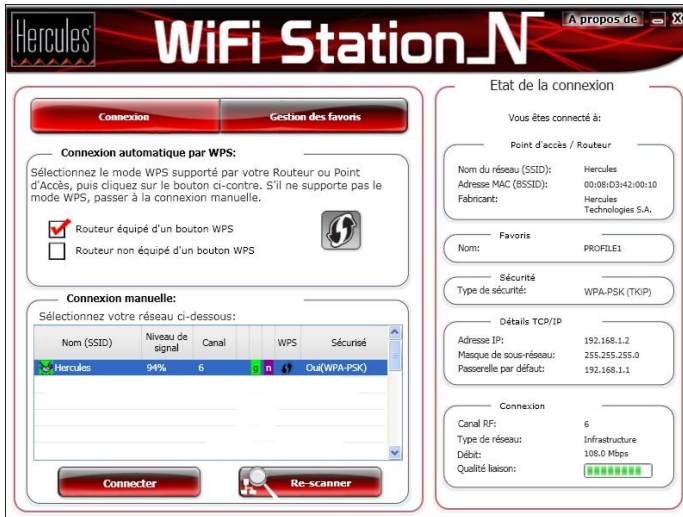 Hercules
WiFi Station_N
A propos de
Connexion
Gestion des favoris
Connexion automatique par WPS:
Sélectionnez le mode WPS supporté par votre Routeur ou Point
d'Accès, puis cliquez sur le bouton ci-contre. S'il ne supporte pas le
mode WPS, passer à la connexion manuelle.
Routeur équipé d'un bouton WPS
Routeur non équipé d'un bouton WPS
Connexion manuelle:
Sélectionnez votre réseau ci-dessous:
Nom (SSID) Niveau de signal Canal WPS Sécurisé
Hercules 94% 6 g n Oui(WPA-PSK)
Connecter
Re-scanner
Etat de la connexion
Vous êtes connecté à:
Point d'accès / Routeur
Nom du réseau (SSID): Hercules
Adresse MAC (BSSID): 00:08:D3:42:00:10
Fabricant: Hercules
Technologies S.A.
Favoris
Nom: PROFILE1
Sécurité
Type de sécurité: WPA-PSK (TKIP)
Détails TCP/IP
Adresse IP: 192.168.1.2
Masque de sous-réseau: 255.255.255.0
Passerelle par défaut: 192.168.1.1
Connexion
Canal RF: 6
Type de réseau: Infrastructure
Débit: 108.0 Mbps
Qualité liaison: